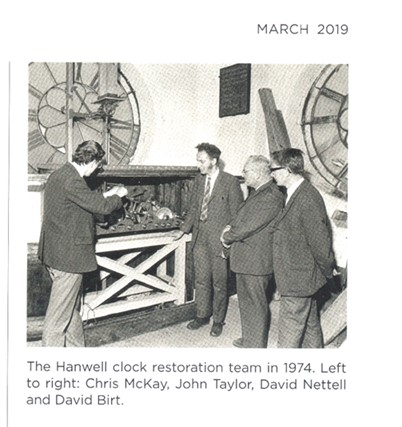 MARCH 2019
The Hanwell clock restoration team in 1974. Left
to right: Chris McKay, John Taylor, David Nettell
and David Birt.